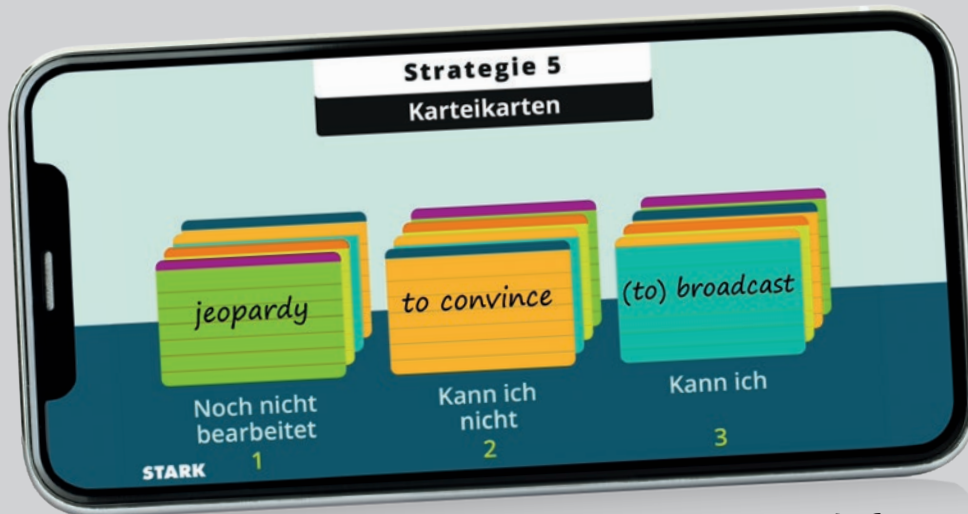 Strategie 5
Karteikarten
jeopardy
to convince
(to) broadcast
Noch nicht
bearbeitet
1
Kann ich
nicht
2
Kann ich
3
STARK